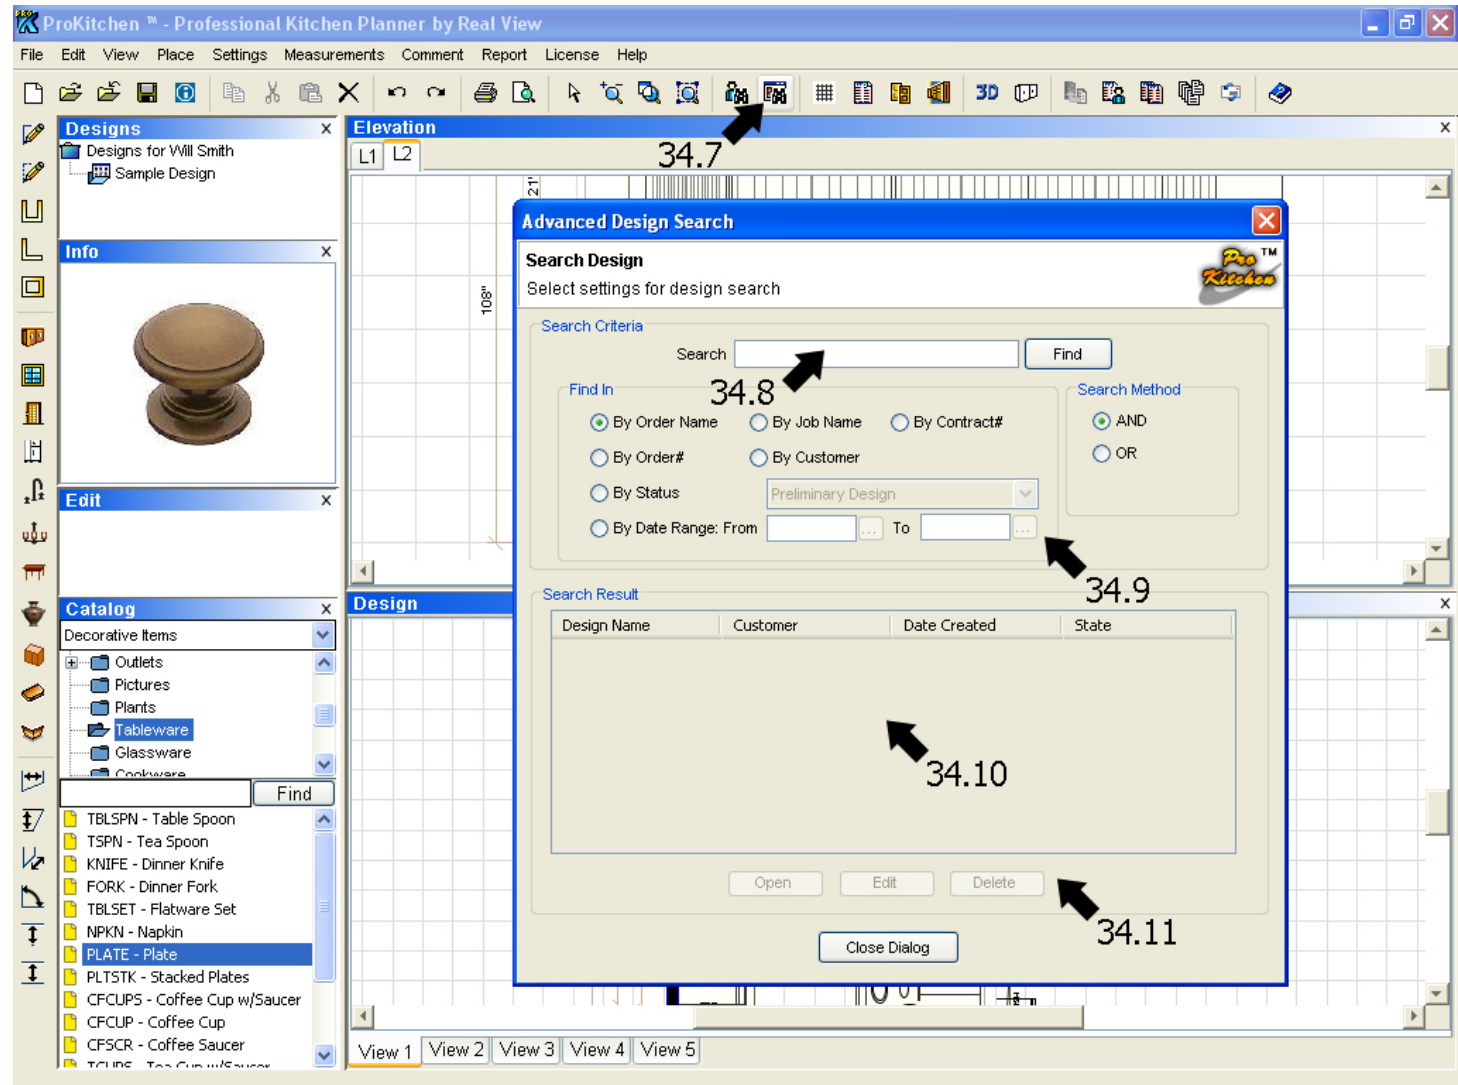 ProKitchen ™ - Professional Kitchen Planner by Real View
File Edit View Place Settings Measurements Comment Report License Help
3D
34.7
Designs x
Designs for Will Smith
Sample Design
Info x
Edit x
Catalog x
Decorative Items
Outlets
Pictures
Plants
Tableware
Glassware
Cookware
Find
TBLSPN - Table Spoon
TSPN - Tea Spoon
KNIFE - Dinner Knife
FORK - Dinner Fork
TBLSET - Flatware Set
NPKN - Napkin
PLATE - Plate
PLTSTK - Stacked Plates
CFCUPS - Coffee Cup w/Saucer
CFCUP - Coffee Cup
CFSCR - Coffee Saucer
TCUPS - Tea Cup w/Saucer
Elevation x
L1 L2
21"
108"
Advanced Design Search
Search Design
Select settings for design search
Pro Kitchen ™
Search Criteria
Search Find
34.8
Find In
By Order Name By Job Name By Contract#
By Order# By Customer
By Status Preliminary Design
By Date Range: From ... To ...
Search Method
AND
OR
34.9
Search Result
Design Name Customer Date Created State
34.10
Open Edit Delete
34.11
Close Dialog
Design x
View 1 View 2 View 3 View 4 View 5